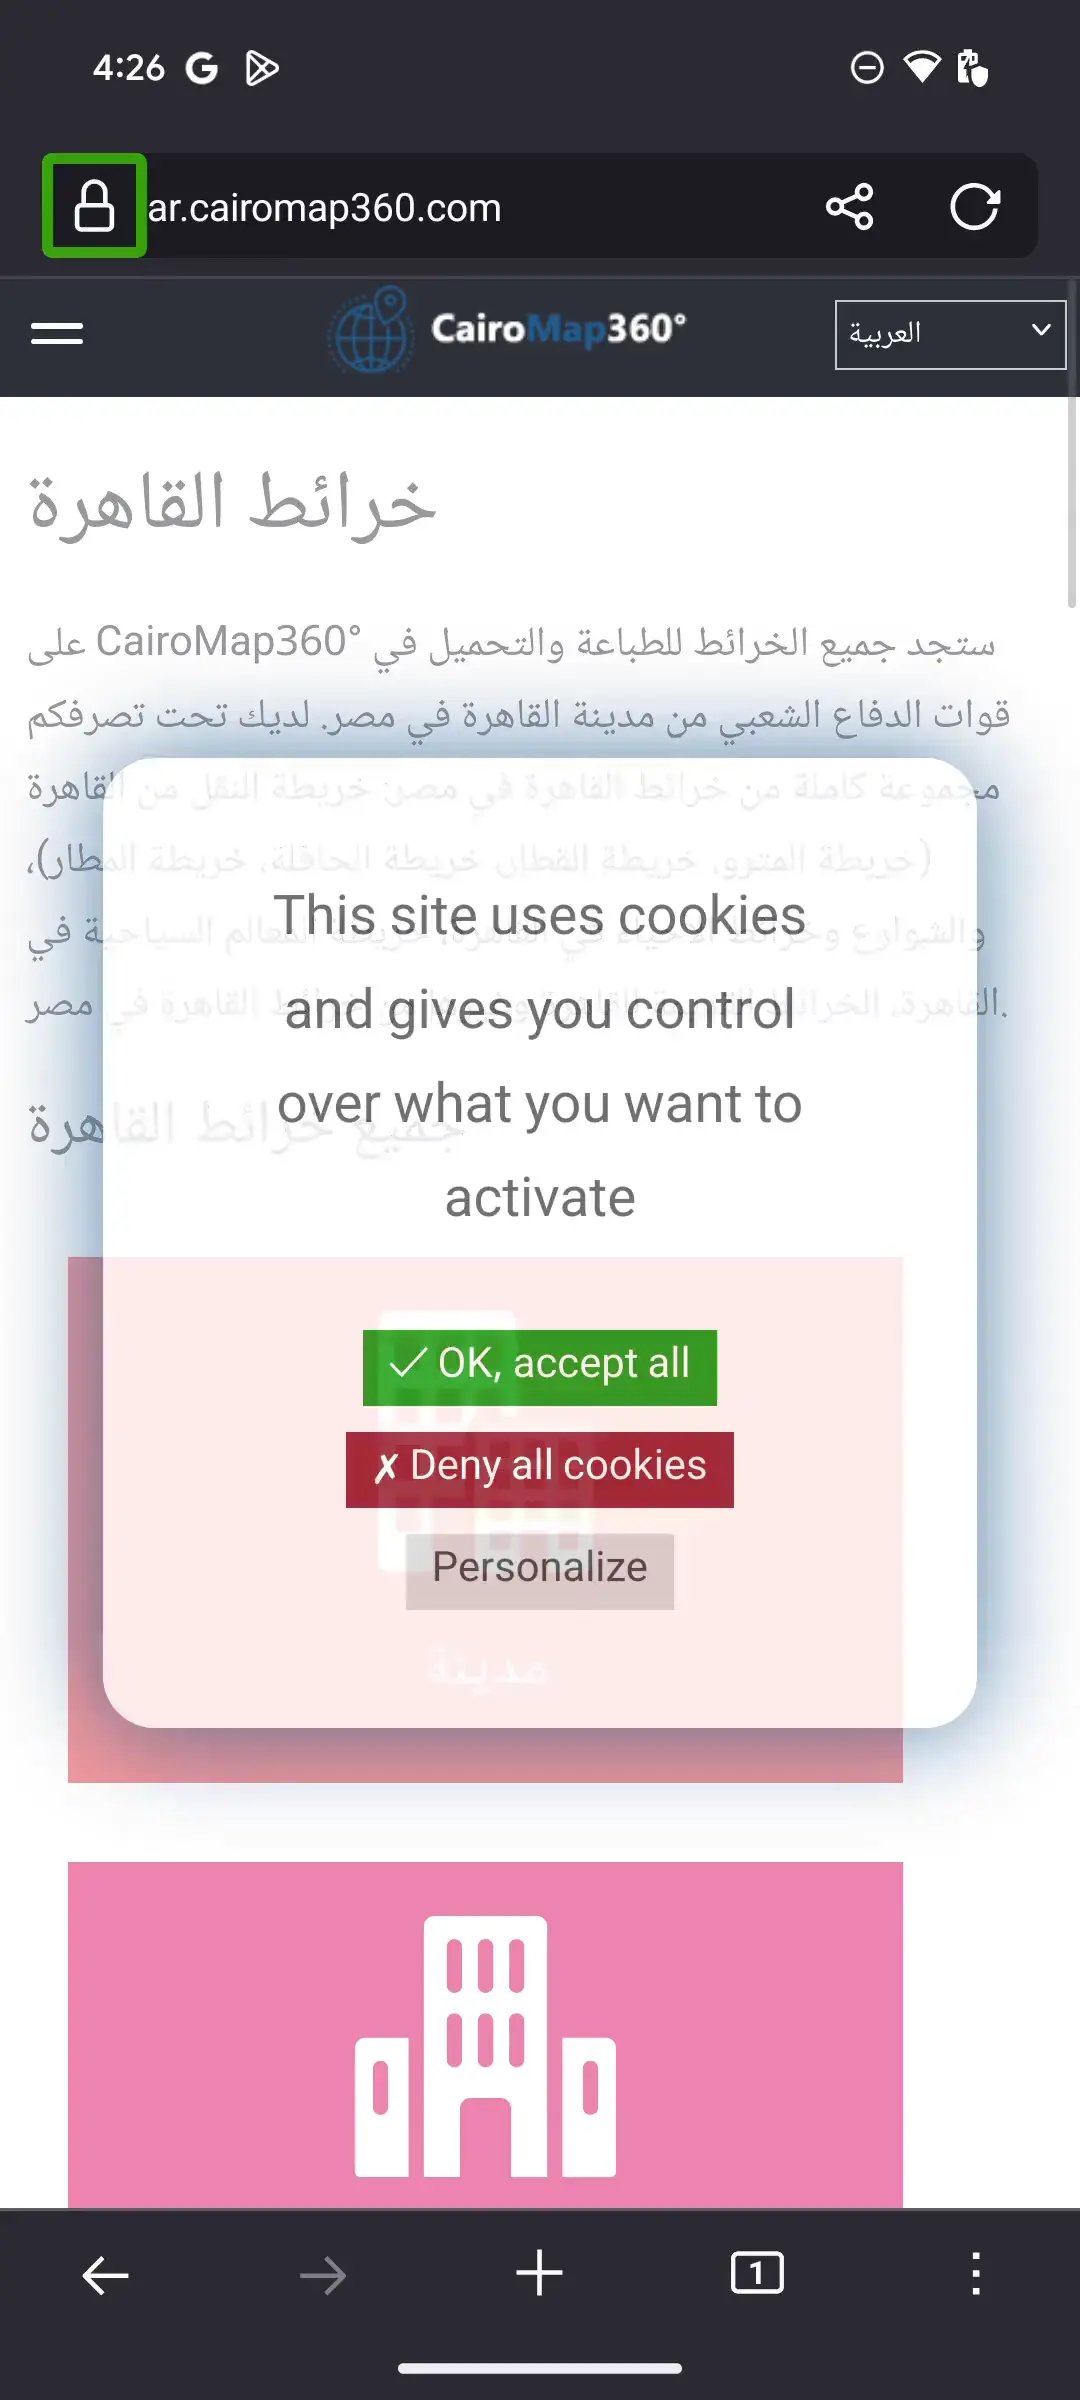 4:26
ar.cairomap360.com
CairoMap360°
العربية
خرائط القاهرة
ستجد جميع الخرائط للطباعة والتحميل في CairoMap360° على
قوات الدفاع الشعبي من مدينة القاهرة في مصر. لديك تحت تصرفكم
مجموعة كاملة من خرائط القاهرة في مصر: خريطة النقل من القاهرة
(خريطة المترو, خريطة القطار, خريطة الحافلة, خريطة المطار)،
والشوارع وخرائط الأحياء في القاهرة، خريطة المعالم السياحية في
القاهرة، الخرائط القديمة للقاهرة وغيرها من خرائط القاهرة في مصر.
جميع خرائط القاهرة
This site uses cookies
and gives you control
over what you want to
activate
✓ OK, accept all
✗ Deny all cookies
Personalize
مدينة
1